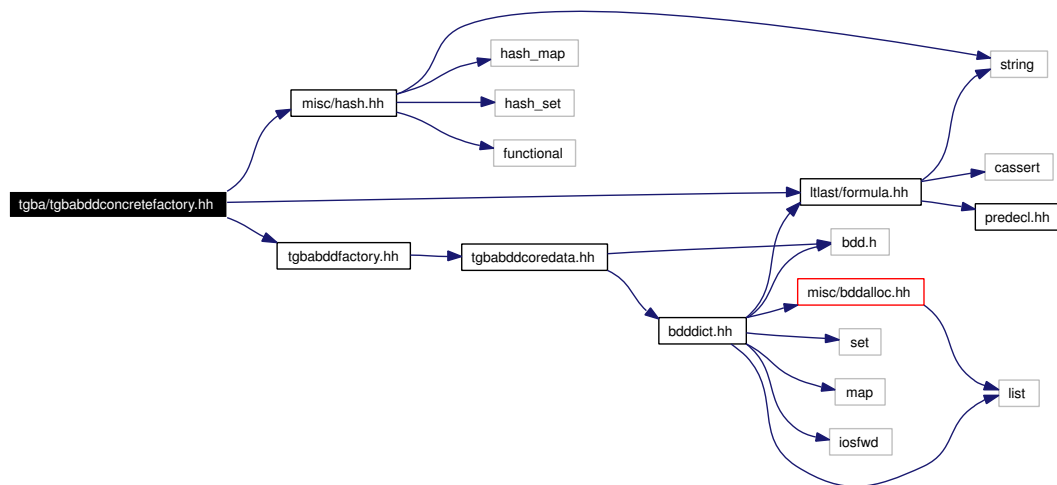 hash_map
string
misc/hash.hh
hash_set
functional
cassert
tgba/tgbabddconcretefactory.hh
ltlast/formula.hh
predecl.hh
tgbabddfactory.hh
tgbabddcoredata.hh
bdd.h
misc/bddalloc.hh
bdddict.hh
set
map
list
iosfwd